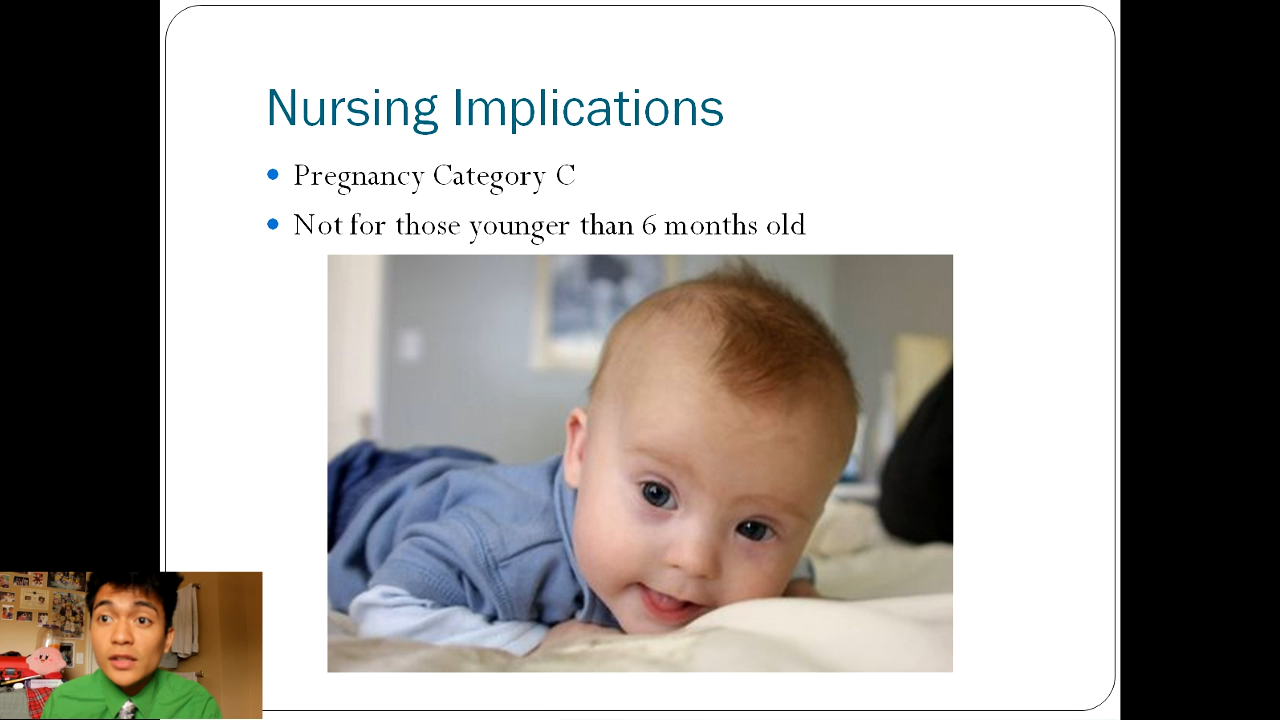 Nursing Implications
Pregnancy Category C
Not for those younger than 6 months old